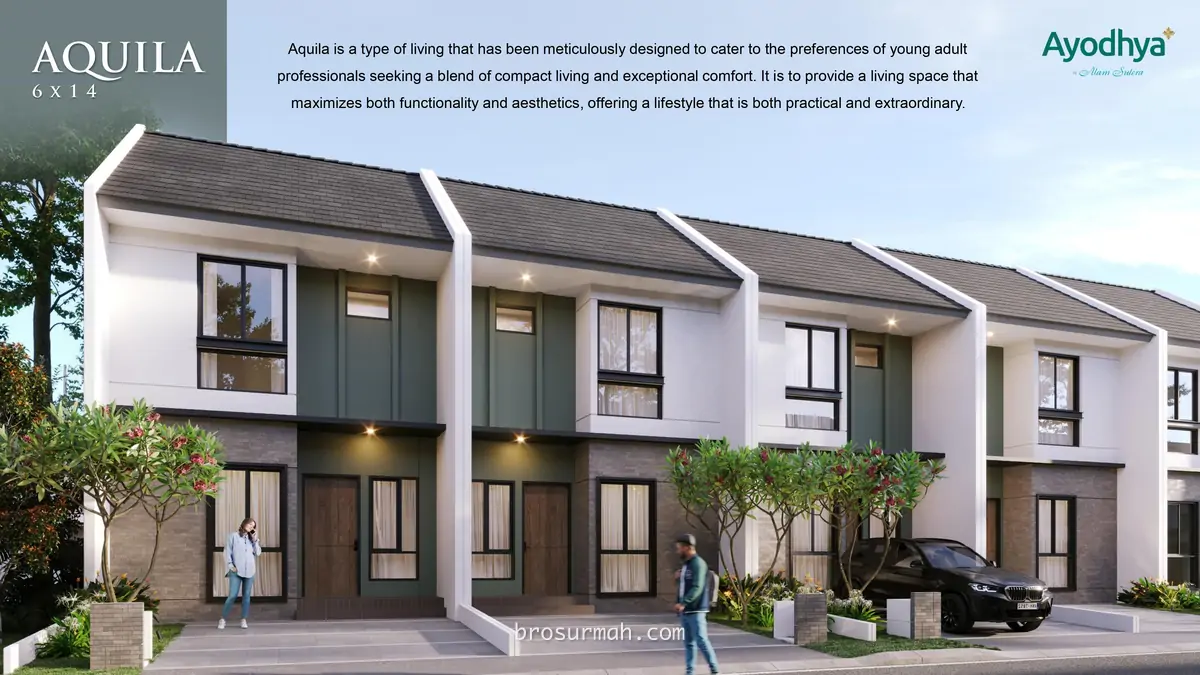 AQUILA
6 x 14
Aquila is a type of living that has been meticulously designed to cater to the preferences of young adult
professionals seeking a blend of compact living and exceptional comfort. It is to provide a living space that
maximizes both functionality and aesthetics, offering a lifestyle that is both practical and extraordinary.
Ayodhya
@ Alam Sutera
brosurmah.com